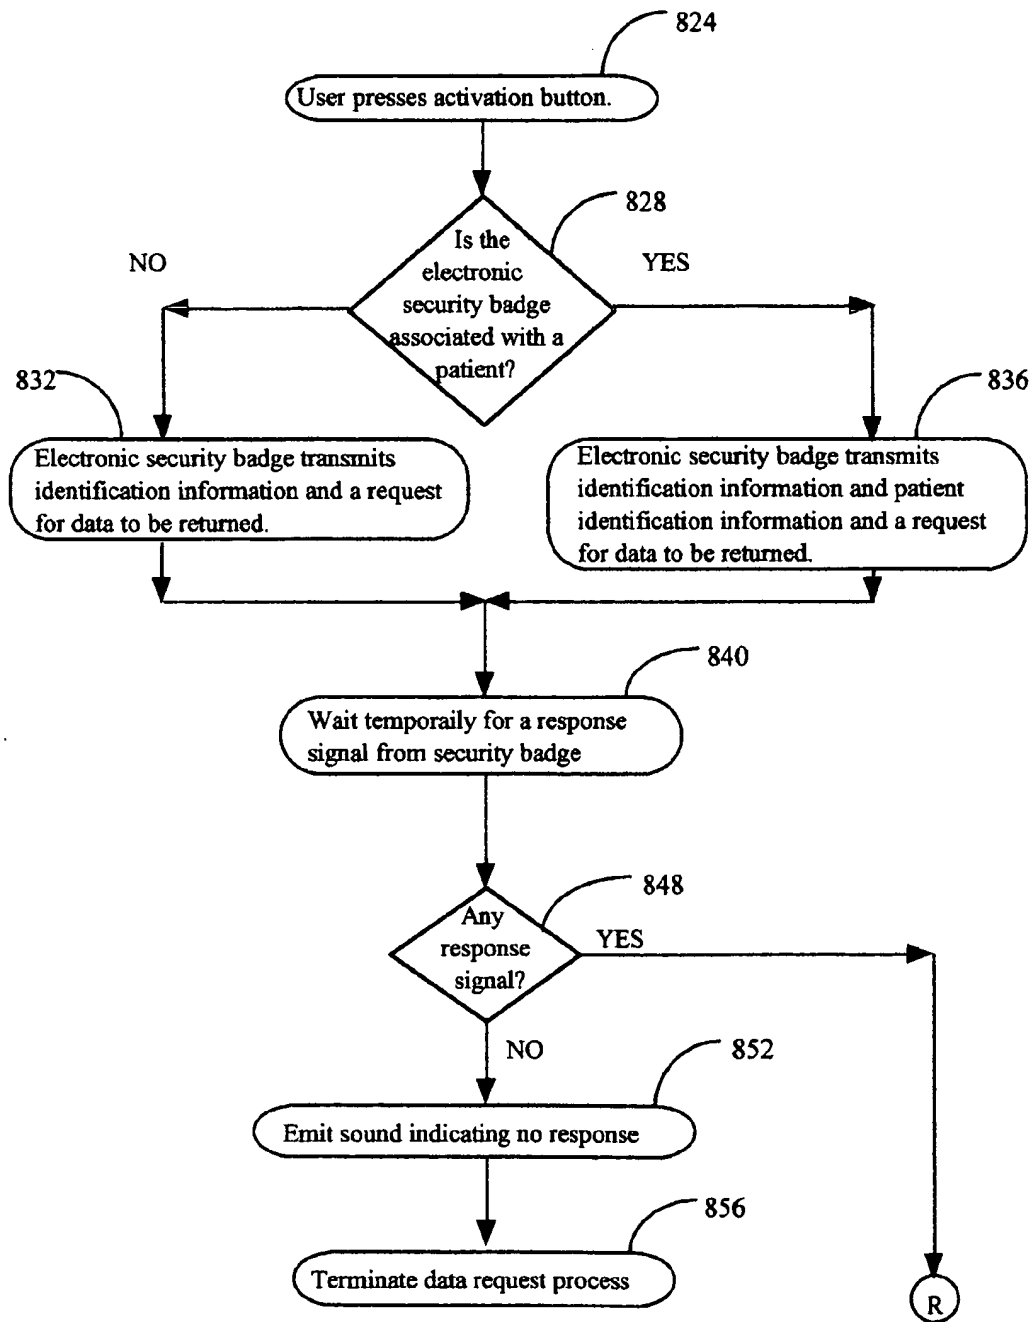 824
User presses activation button.
828
Is the
electronic
security badge
associated with a
patient?
NO
YES
832
836
Electronic security badge transmits
identification information and a request
for data to be returned.
Electronic security badge transmits
identification information and patient
identification information and a request
for data to be returned.
840
Wait temporaily for a response
signal from security badge
848
Any
response
signal?
YES
NO
852
Emit sound indicating no response
856
Terminate data request process
R